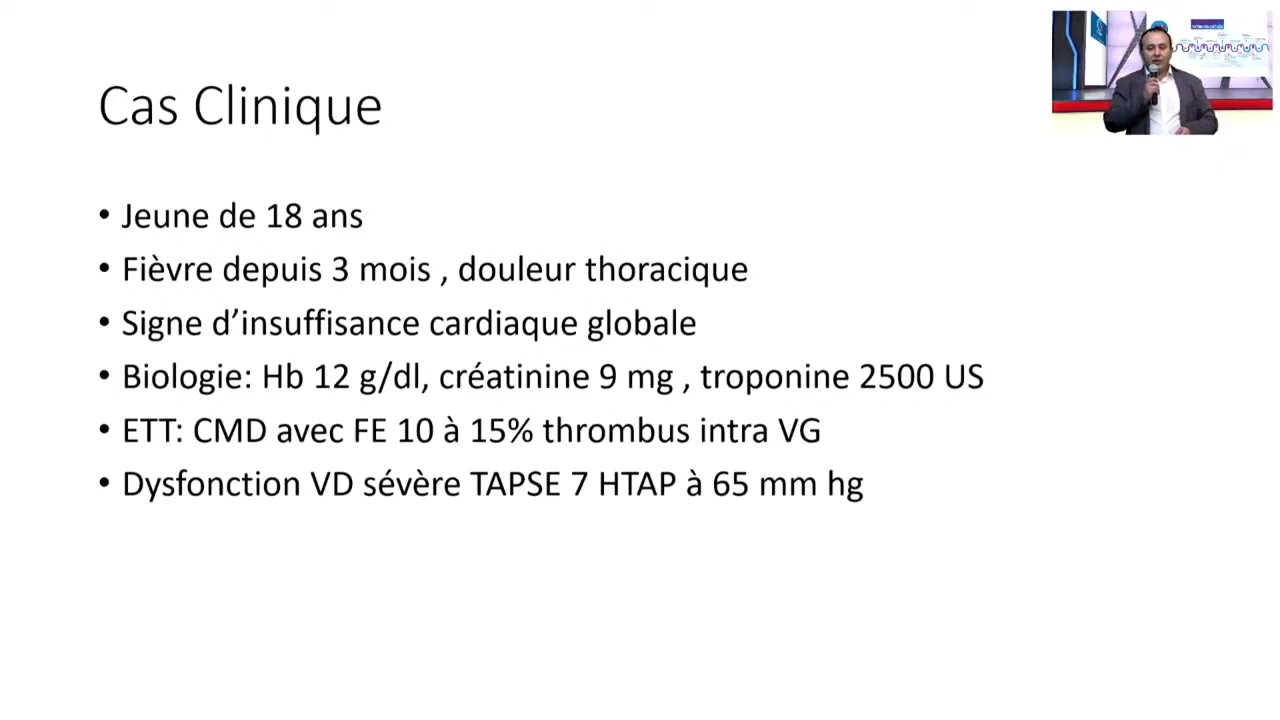 Cas Clinique
• Jeune de 18 ans
• Fièvre depuis 3 mois , douleur thoracique
• Signe d’insuffisance cardiaque globale
• Biologie: Hb 12 g/dl, créatinine 9 mg , troponine 2500 US
• ETT: CMD avec FE 10 à 15% thrombus intra VG
• Dysfonction VD sévère TAPSE 7 HTAP à 65 mm hg